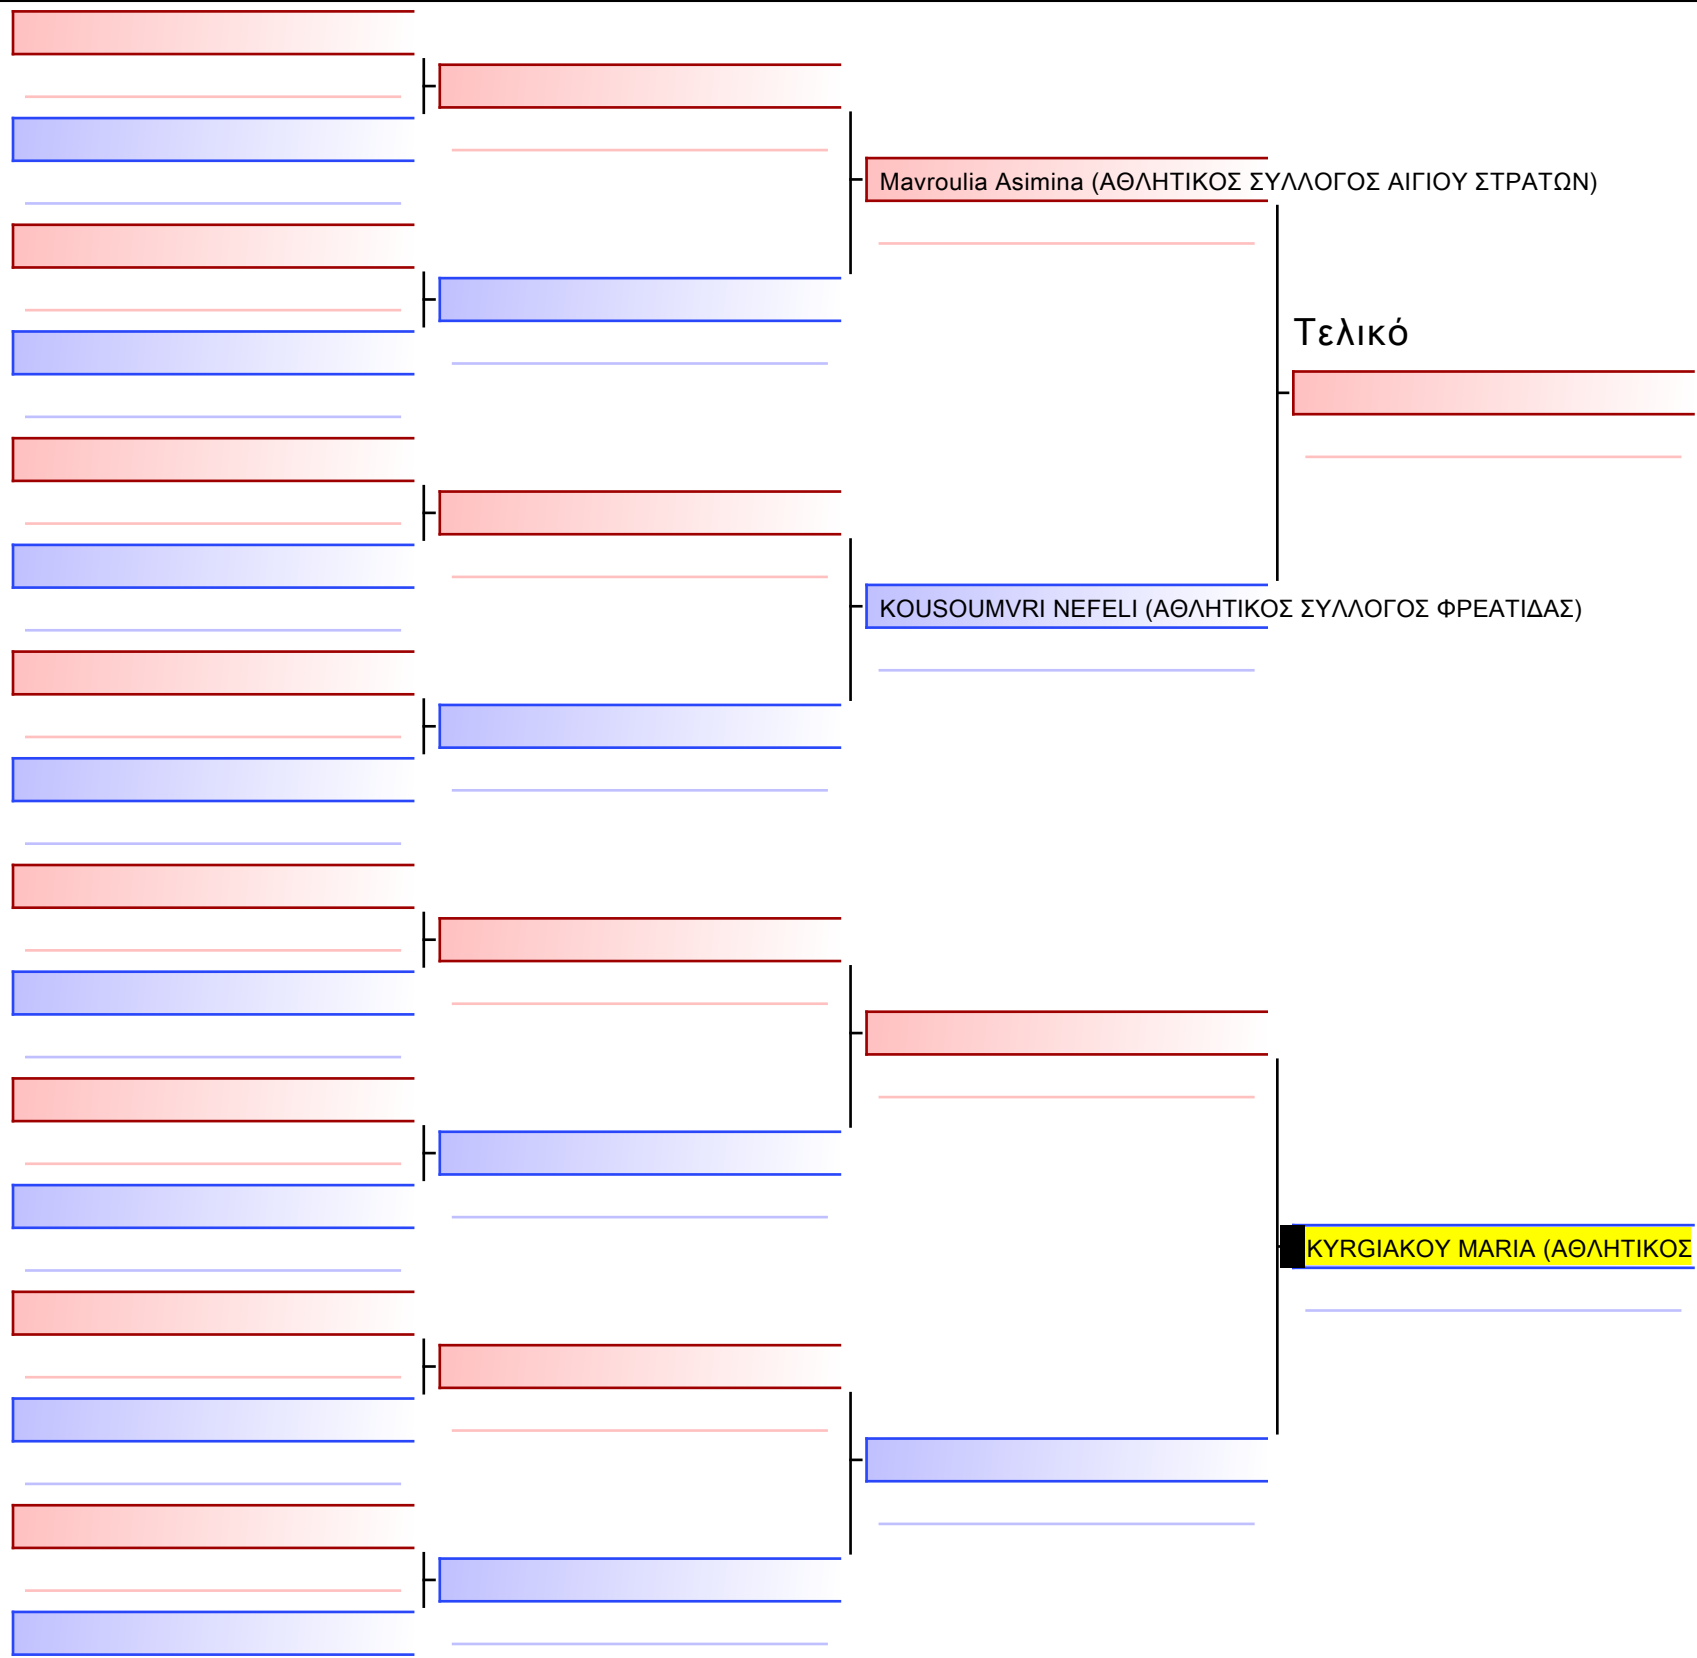 Mavroulia Asimina (ΑΘΛΗΤΙΚΟΣ ΣΥΛΛΟΓΟΣ ΑΙΓΙΟΥ ΣΤΡΑΤΩΝ)
Τελικό
KOUSOUMVRI NEFELI (ΑΘΛΗΤΙΚΟΣ ΣΥΛΛΟΓΟΣ ΦΡΕΑΤΙΔΑΣ)
KYRGIAKOY MARIA (ΑΘΛΗΤΙΚΟΣ